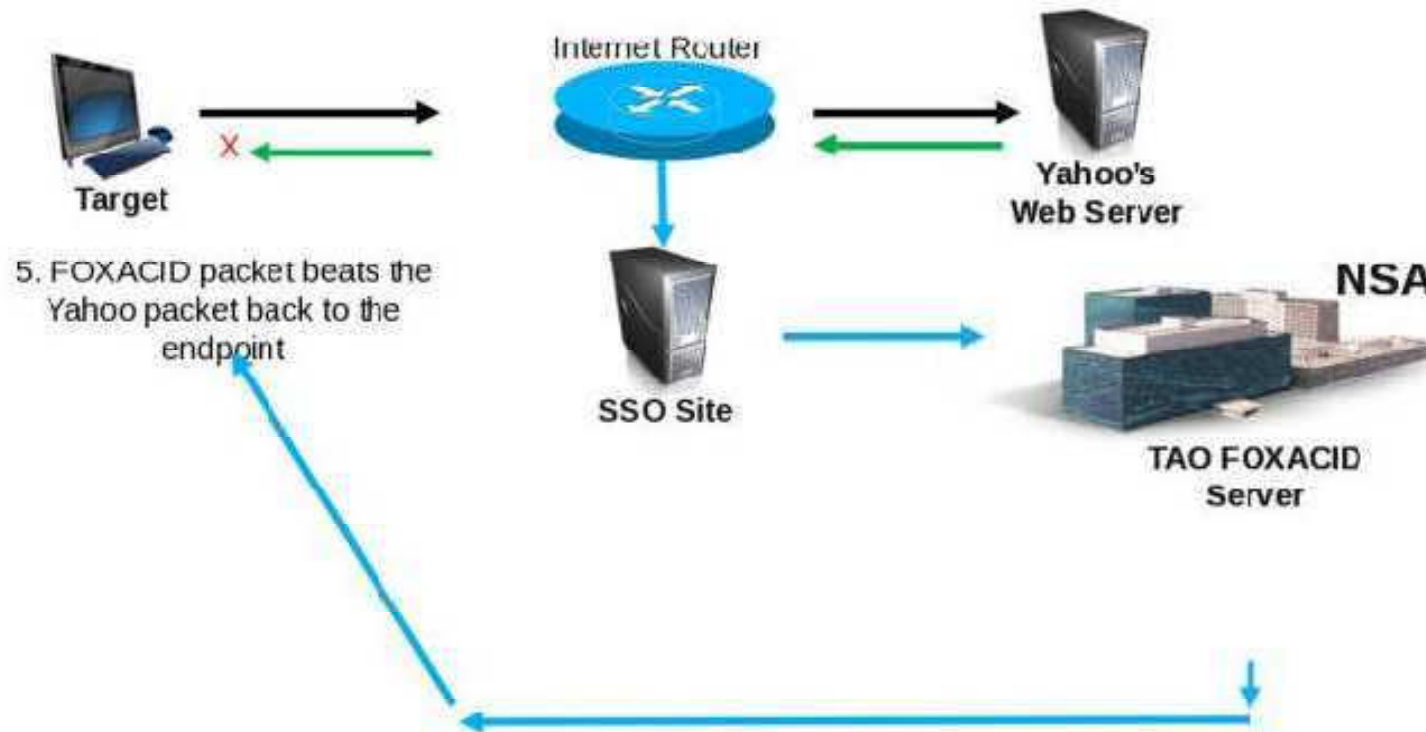 Internet Router
Target
Yahoo's
Web Server
5. FOXACID packet beats the
Yahoo packet back to the
endpoint
SSO Site
NSA
TAO FOXACID
Server